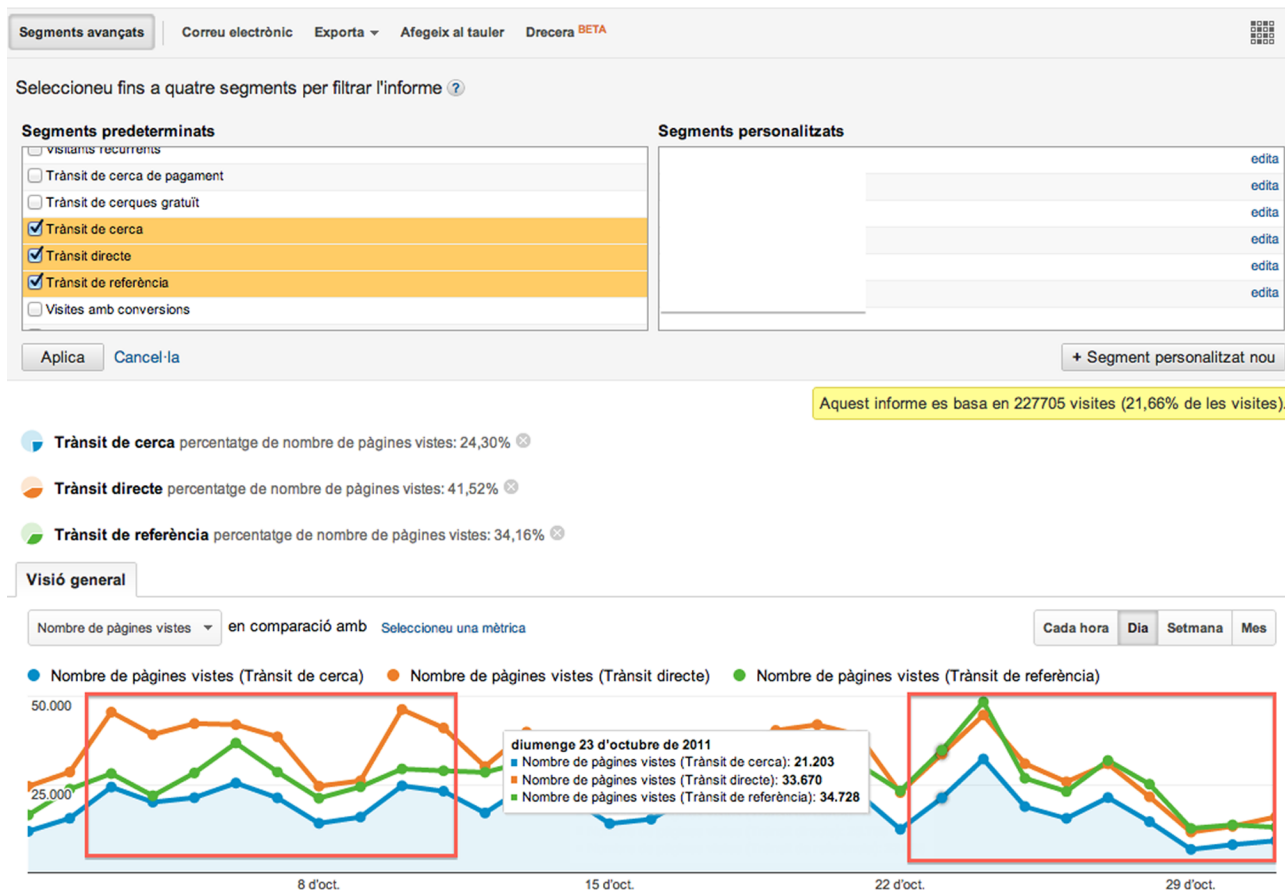 Segments avançats Correu electrònic Exporta Afegeix al tauler Drecera BETA
Seleccioneu fins a quatre segments per filtrar l'informe ?
Segments predeterminats
Segments personalitzats
Visitants recurrents
Trànsit de cerca de pagament
Trànsit de cerques gratuït
Trànsit de cerca
Trànsit directe
Trànsit de referència
Visites amb conversions
edita
edita
edita
edita
edita
edita
Aplica Cancel·la
+ Segment personalitzat nou
Aquest informe es basa en 227705 visites (21,66% de les visites).
Trànsit de cerca percentatge de nombre de pàgines vistes: 24,30%
Trànsit directe percentatge de nombre de pàgines vistes: 41,52%
Trànsit de referència percentatge de nombre de pàgines vistes: 34,16%
Visió general
Nombre de pàgines vistes en comparació amb Seleccioneu una mètrica
Cada hora Dia Setmana Mes
Nombre de pàgines vistes (Trànsit de cerca) Nombre de pàgines vistes (Trànsit directe) Nombre de pàgines vistes (Trànsit de referència)
50.000
25.000
diumenge 23 d'octubre de 2011
Nombre de pàgines vistes (Trànsit de cerca): 21.203
Nombre de pàgines vistes (Trànsit directe): 33.670
Nombre de pàgines vistes (Trànsit de referència): 34.728
8 d'oct. 15 d'oct. 22 d'oct. 29 d'oct.